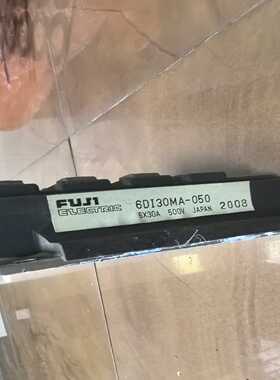 FUJI
ELECTRIC
6DI30MA-050
6X30A 500V JAPAN 2008